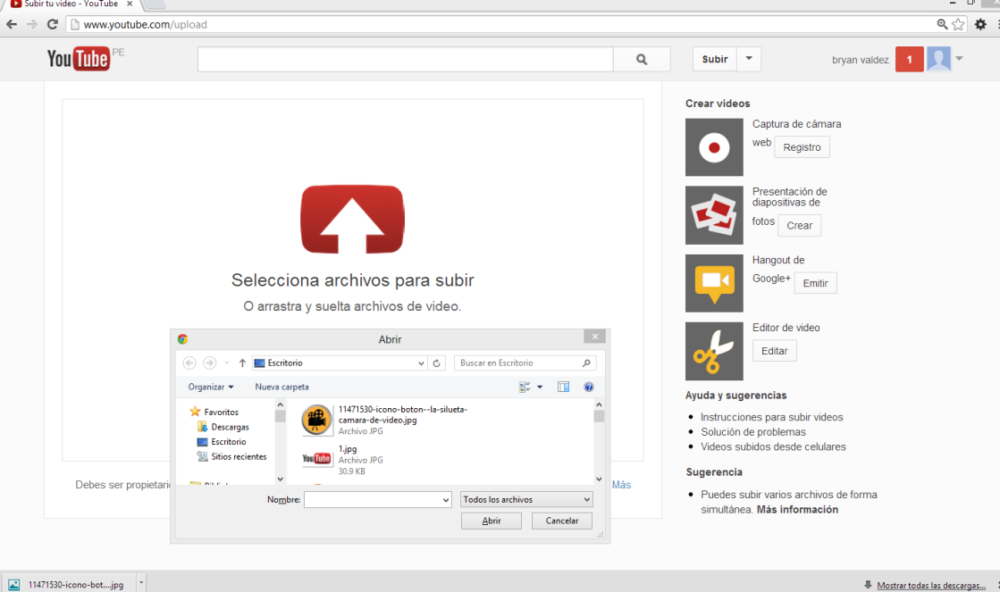 Subir tu video - YouTube
www.youtube.com/upload
YouTube PE
Subir
bryan valdez
1
Selecciona archivos para subir
O arrastra y suelta archivos de video.
Debes ser propietari
Más
Crear videos
Captura de cámara
web
Registro
Presentación de
diapositivas de
fotos
Crear
Hangout de
Google+
Emitir
Editor de video
Editar
Ayuda y sugerencias
Instrucciones para subir videos
Solución de problemas
Videos subidos desde celulares
Sugerencia
Puedes subir varios archivos de forma
simultánea. Más información
Abrir
Escritorio
Buscar en Escritorio
Organizar
Nueva carpeta
Favoritos
Descargas
Escritorio
Sitios recientes
11471530-icono-boton--la-silueta-
camara-de-video.jpg
Archivo JPG
YouTube
1.jpg
Archivo JPG
30.9 KB
Nombre:
Todos los archivos
Abrir
Cancelar
11471530-icono-bot....jpg
Mostrar todas las descargas...